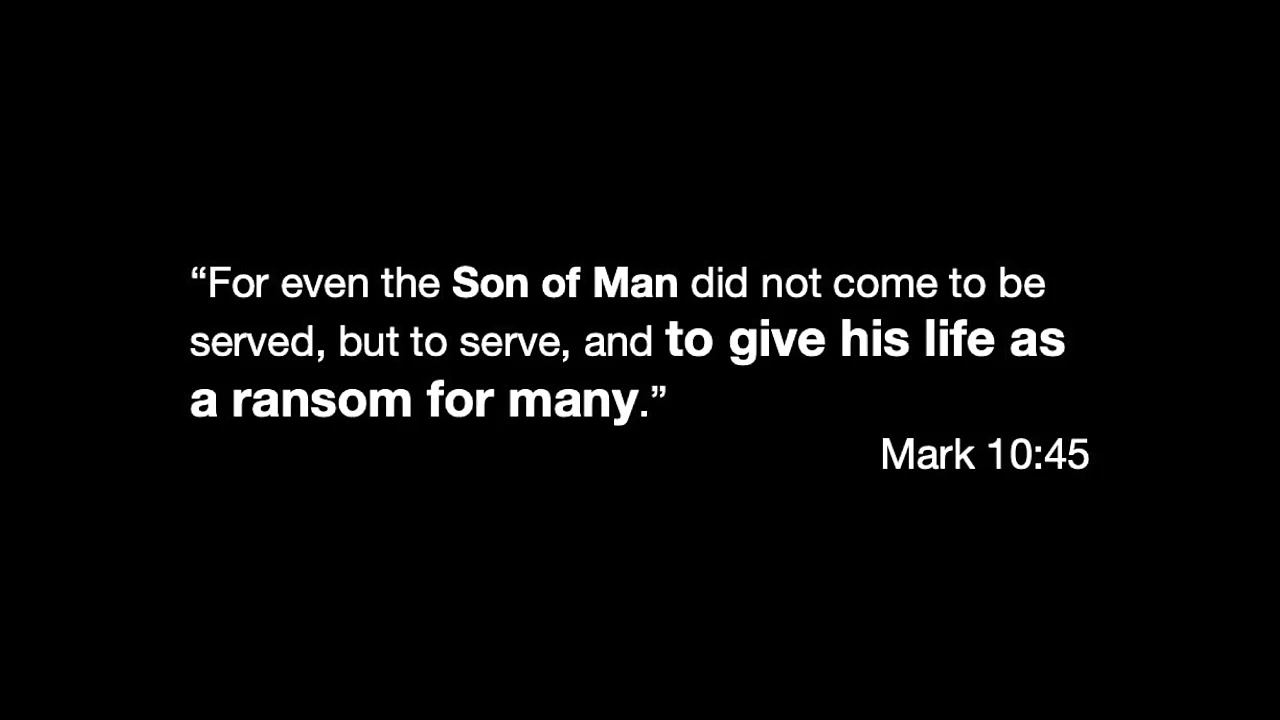 “For even the Son of Man did not come to be
served, but to serve, and to give his life as
a ransom for many.”
Mark 10:45